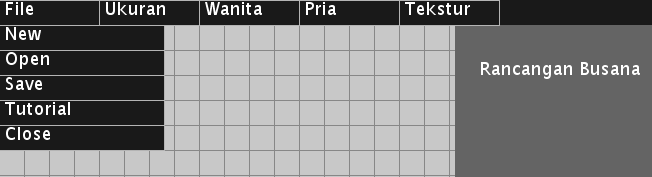 File Ukuran Wanita Pria Tekstur
New
Open
Rancangan Busana
Save
Tutorial
Close